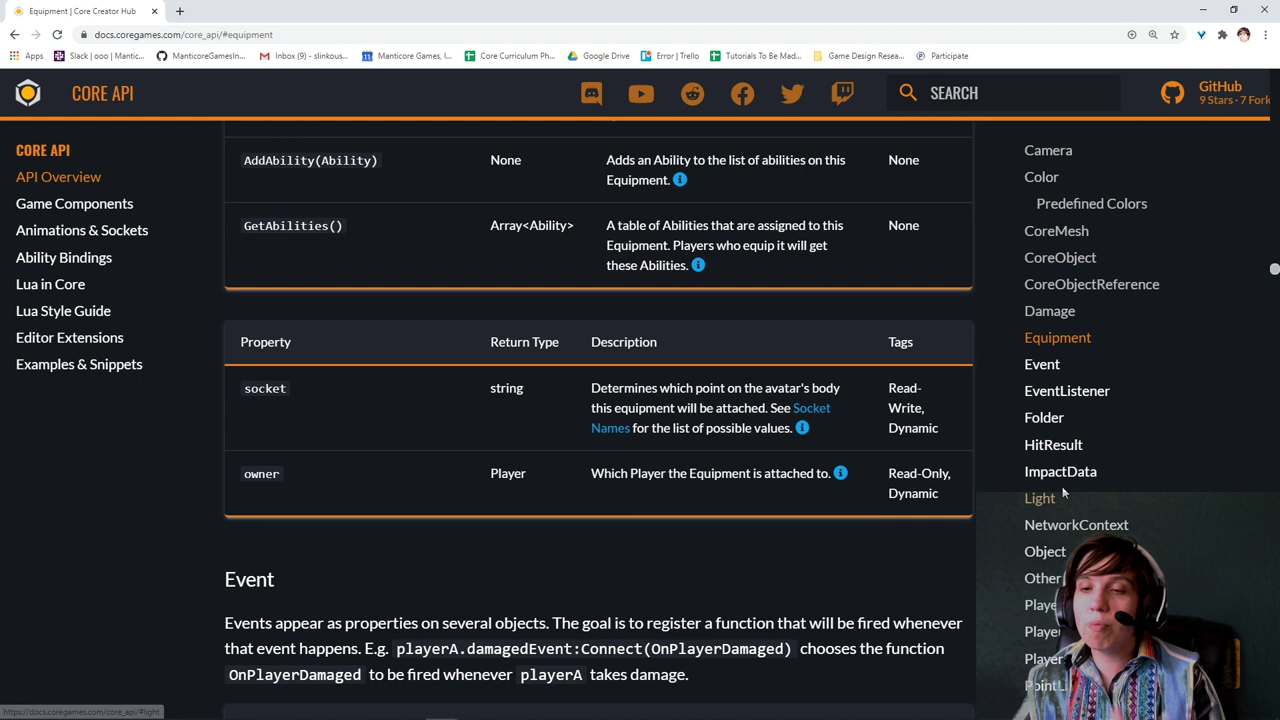 Equipment | Core Creator Hub
docs.coregames.com/core_api/#equipment
Apps
Slack | ooo | Mantic...
ManticoreGamesIn...
Inbox (9) - slinkous...
Manticore Games, I...
Core Curriculum Ph...
Google Drive
Error | Trello
Tutorials To Be Mad...
Game Design Resea...
Participate
CORE API
SEARCH
GitHub
9 Stars · 7 Fork
CORE API
API Overview
Game Components
Animations & Sockets
Ability Bindings
Lua in Core
Lua Style Guide
Editor Extensions
Examples & Snippets
AddAbility(Ability)
None
Adds an Ability to the list of abilities on this
Equipment.
None
GetAbilities()
Array<Ability>
A table of Abilities that are assigned to this
Equipment. Players who equip it will get
these Abilities.
None
Property
Return Type
Description
Tags
socket
string
Determines which point on the avatar's body
this equipment will be attached. See Socket
Names for the list of possible values.
Read-
Write,
Dynamic
owner
Player
Which Player the Equipment is attached to.
Read-Only,
Dynamic
Event
Events appear as properties on several objects. The goal is to register a function that will be fired whenever
that event happens. E.g. playerA.damagedEvent:Connect(OnPlayerDamaged) chooses the function
OnPlayerDamaged to be fired whenever playerA takes damage.
Camera
Color
Predefined Colors
CoreMesh
CoreObject
CoreObjectReference
Damage
Equipment
Event
EventListener
Folder
HitResult
ImpactData
Light
NetworkContext
Object
Other
Playe
Playe
Player
PointLi
https://docs.coregames.com/core_api/#light